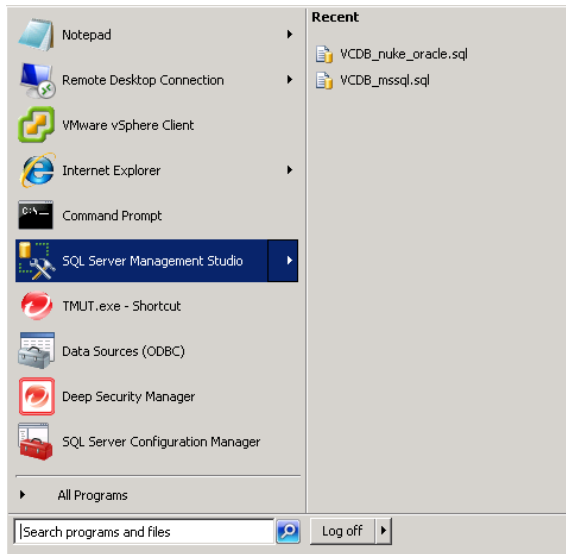 Notepad
Remote Desktop Connection
VMware vSphere Client
Internet Explorer
C:\_
Command Prompt
SQL Server Management Studio
TMUT.exe - Shortcut
Data Sources (ODBC)
Deep Security Manager
SQL Server Configuration Manager
All Programs
Search programs and files
Recent
VCDB_nuke_oracle.sql
VCDB_mssql.sql
Log off